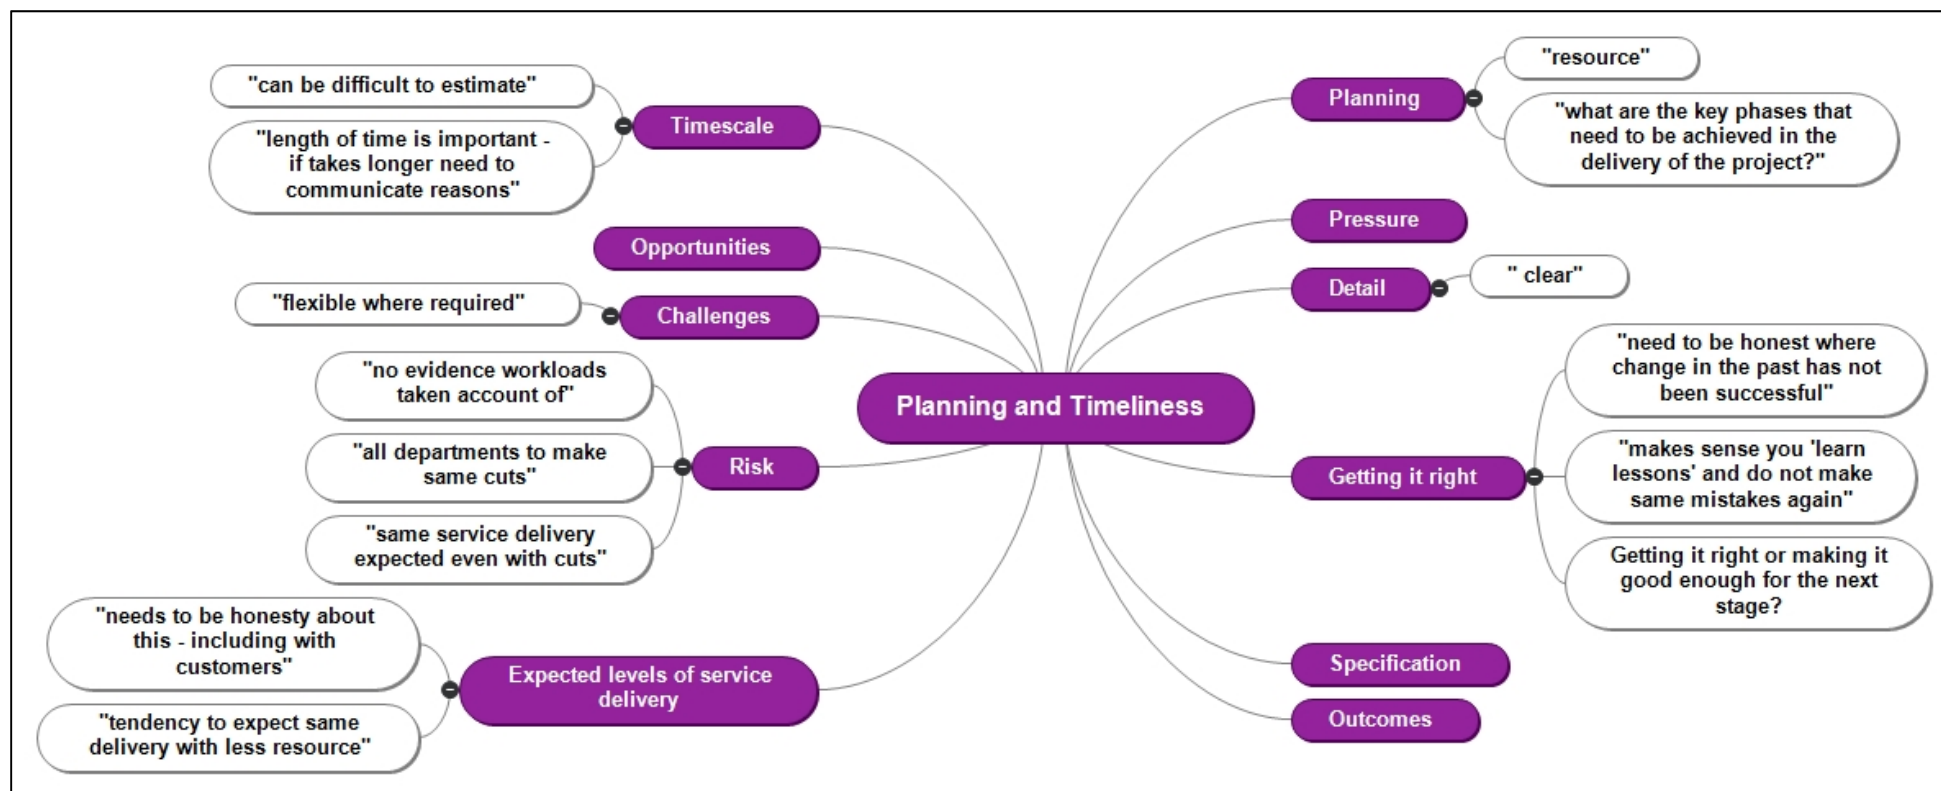 Planning and Timeliness
Timescale
"can be difficult to estimate"
"length of time is important -
if takes longer need to
communicate reasons"
Opportunities
Challenges
"flexible where required"
Risk
"no evidence workloads
taken account of"
"all departments to make
same cuts"
"same service delivery
expected even with cuts"
Expected levels of service
delivery
"needs to be honesty about
this - including with
customers"
"tendency to expect same
delivery with less resource"
Planning
"resource"
"what are the key phases that
need to be achieved in the
delivery of the project?"
Pressure
Detail
" clear"
Getting it right
"need to be honest where
change in the past has not
been successful"
"makes sense you 'learn
lessons' and do not make
same mistakes again"
Getting it right or making it
good enough for the next
stage?
Specification
Outcomes